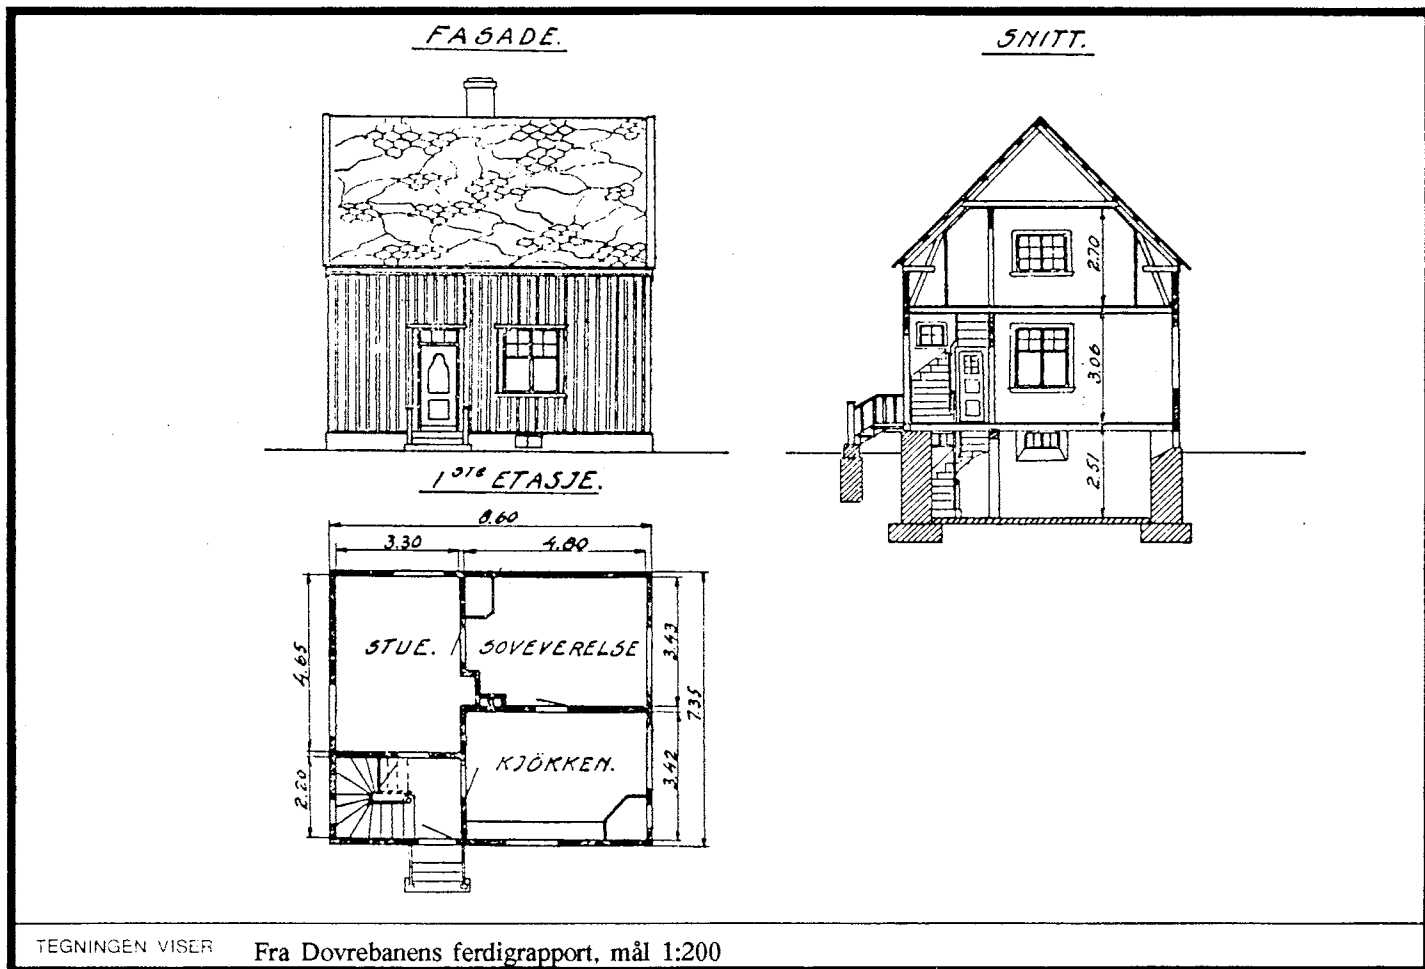 FASADE.
SNITT.
2.70
3.06
2.51
1STE ETASJE.
8.60
3.30
4.80
STUE.
SOVEVERELSE
4.65
3.43
7.35
KJÖKKEN.
2.20
3.42
TEGNINGEN VISER Fra Dovrebanens ferdigrapport, mål 1:200